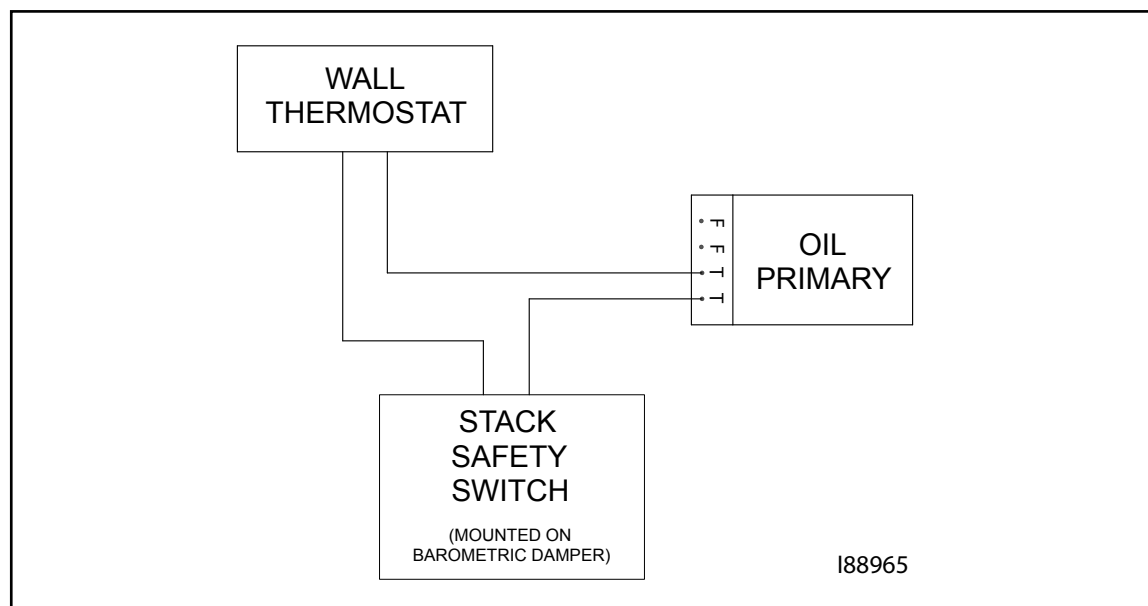 WALL
THERMOSTAT
F
F
T
T
OIL
PRIMARY
STACK
SAFETY
SWITCH
(MOUNTED ON
BAROMETRIC DAMPER)
I88965